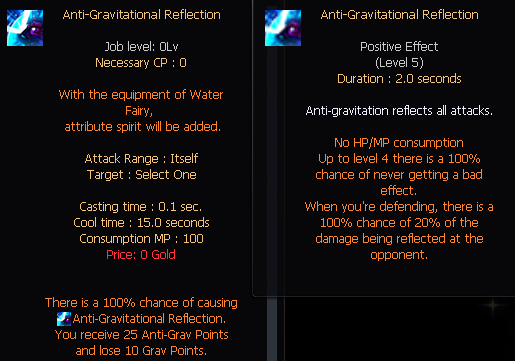 Anti-Gravitational Reflection
Job level: 0Lv
Necessary CP : 0
With the equipment of Water
Fairy,
attribute spirit will be added.
Attack Range : Itself
Target : Select One
Casting time : 0.1 sec.
Cool time : 15.0 seconds
Consumption MP : 100
Price: 0 Gold
There is a 100% chance of causing
Anti-Gravitational Reflection.
You receive 25 Anti-Grav Points
and lose 10 Grav Points.
Anti-Gravitational Reflection
Positive Effect
(Level 5)
Duration : 2.0 seconds
Anti-gravitation reflects all attacks.
No HP/MP consumption
Up to level 4 there is a 100%
chance of never getting a bad
effect.
When you're defending, there is a
100% chance of 20% of the
damage being reflected at the
opponent.